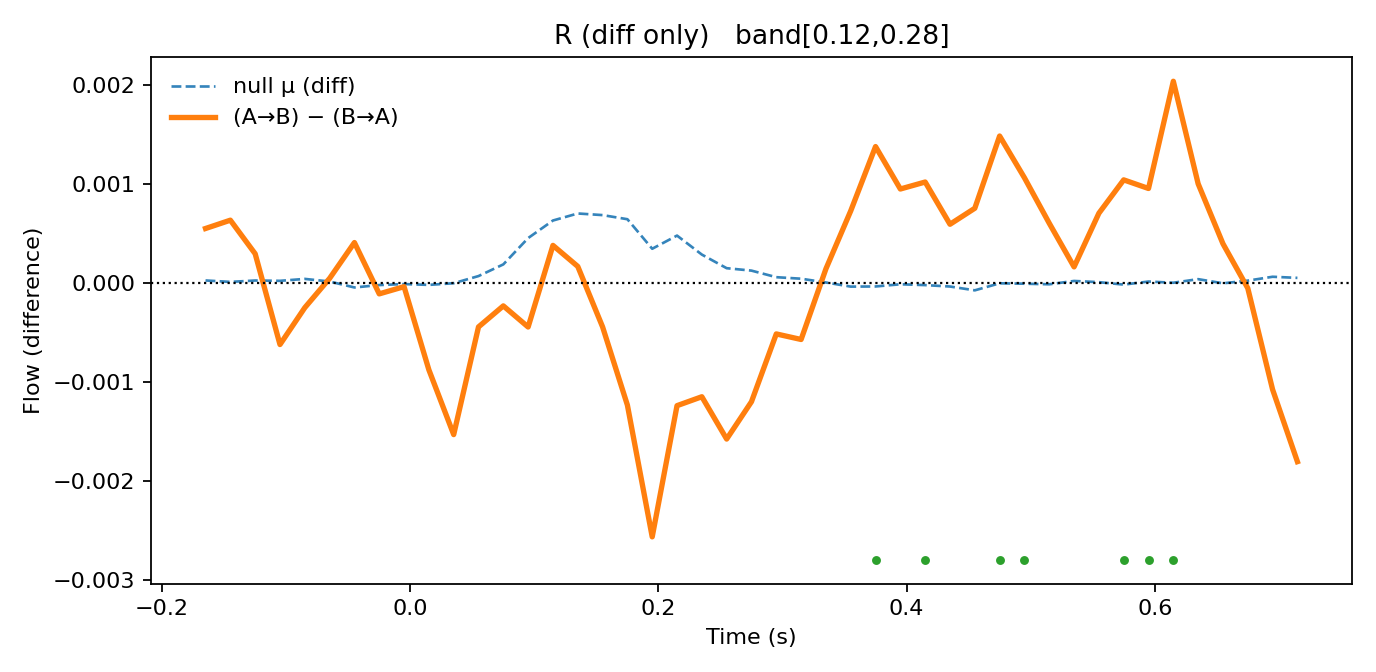 R (diff only)   band[0.12,0.28]
null μ (diff)
(A→B) − (B→A)
Flow (difference)
0.002
0.001
0.000
−0.001
−0.002
−0.003
−0.2 0.0 0.2 0.4 0.6
Time (s)